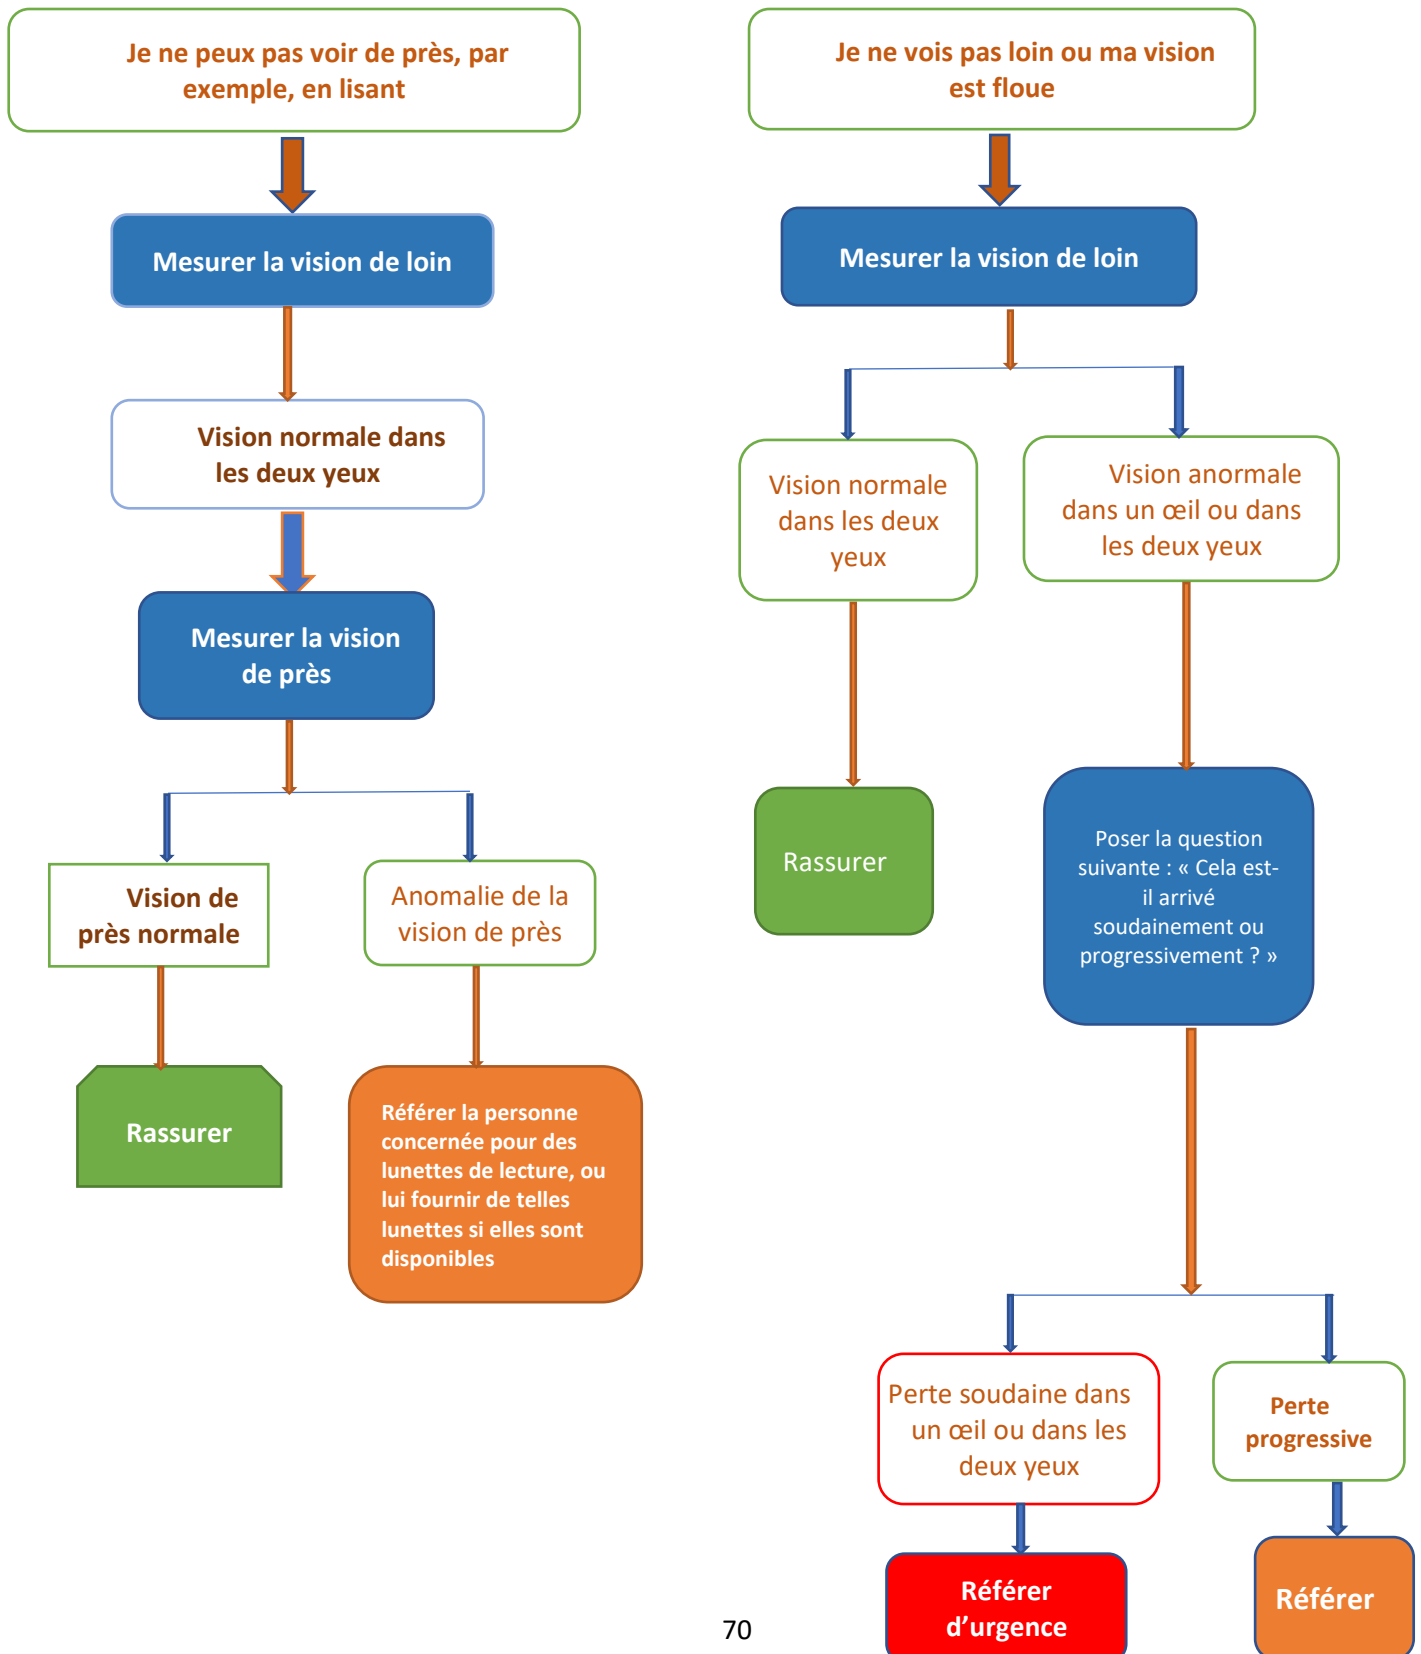 Je ne peux pas voir de près, par
exemple, en lisant
Mesurer la vision de loin
Vision normale dans
les deux yeux
Mesurer la vision
de près
Vision de
près normale
Anomalie de la
vision de près
Rassurer
Référer la personne
concernée pour des
lunettes de lecture, ou
lui fournir de telles
lunettes si elles sont
disponibles
Je ne vois pas loin ou ma vision
est floue
Mesurer la vision de loin
Vision normale
dans les deux
yeux
Vision anormale
dans un œil ou dans
les deux yeux
Rassurer
Poser la question
suivante : « Cela est-
il arrivé
soudainement ou
progressivement ? »
Perte soudaine dans
un œil ou dans les
deux yeux
Perte
progressive
Référer
d’urgence
Référer
70